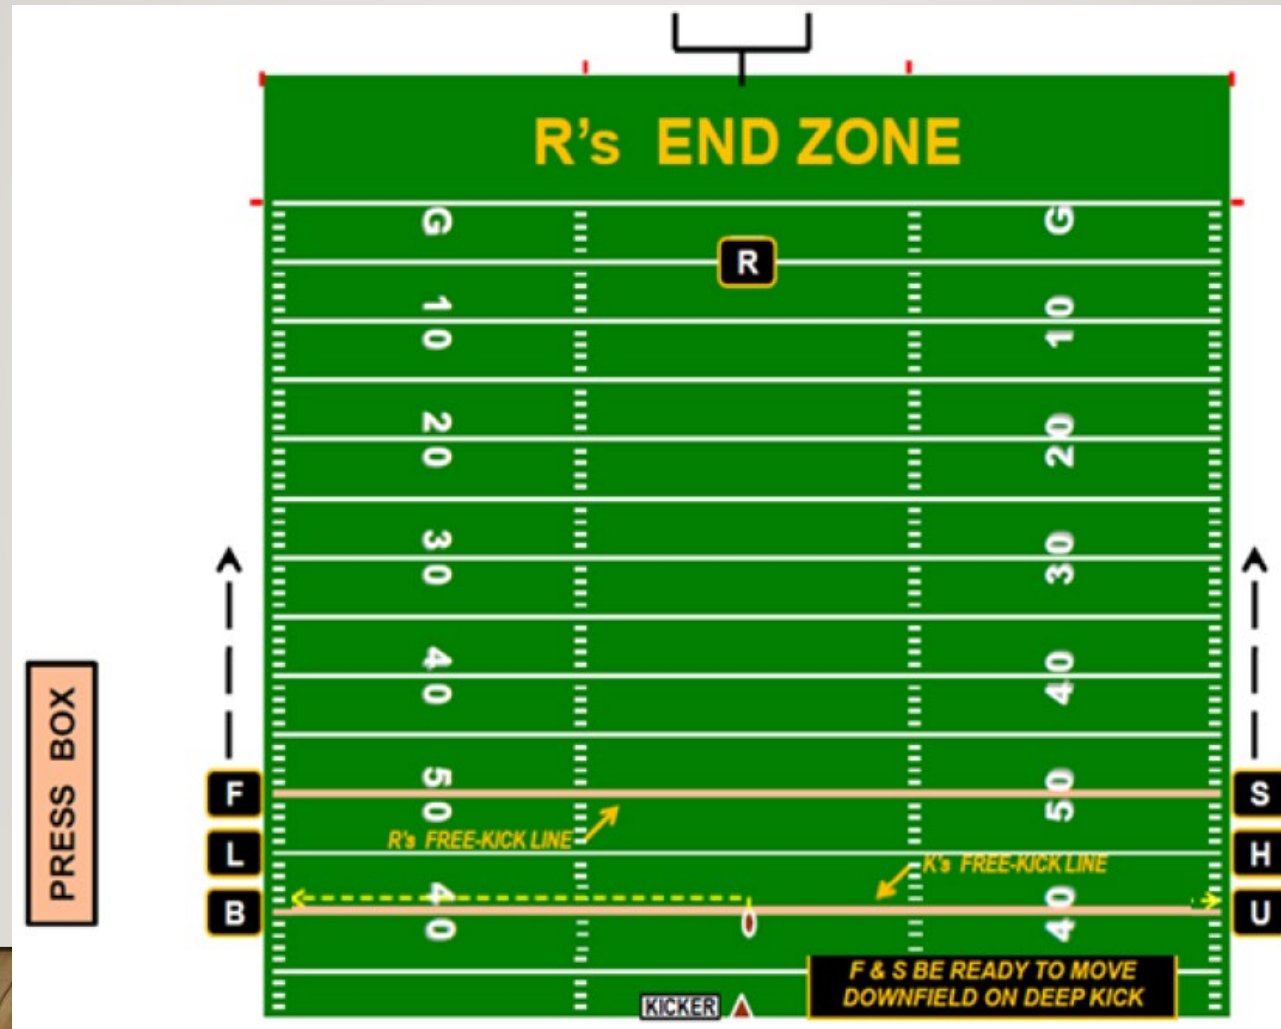 R's END ZONE
G G
R
10 10
20 20
30 30
40 40
PRESS BOX
F 50 50 S
R's FREE-KICK LINE
L H
K's FREE-KICK LINE
B 40 40 U
F & S BE READY TO MOVE
DOWNFIELD ON DEEP KICK
KICKER